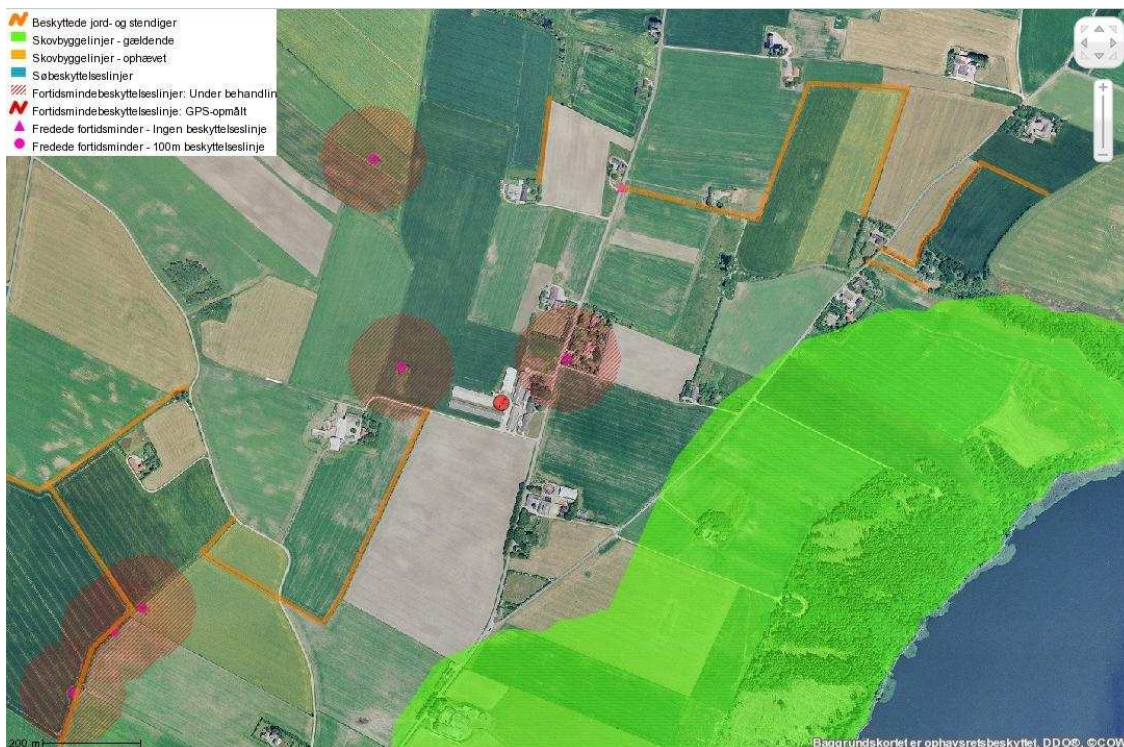 Beskyttede jord- og stendiger
Skovbyggelinjer - gældende
Skovbyggelinjer - ophævet
Søbeskyttelseslinjer
Fortidsmindebeskyttelseslinjer: Under behandlin
Fortidsmindebeskyttelseslinje: GPS-opmålt
Fredede fortidsminder - Ingen beskyttelseslinje
Fredede fortidsminder - 100m beskyttelseslinje
200 m
Baggrundskortet er ophavsretsbeskyttet. DDO®, ©COW